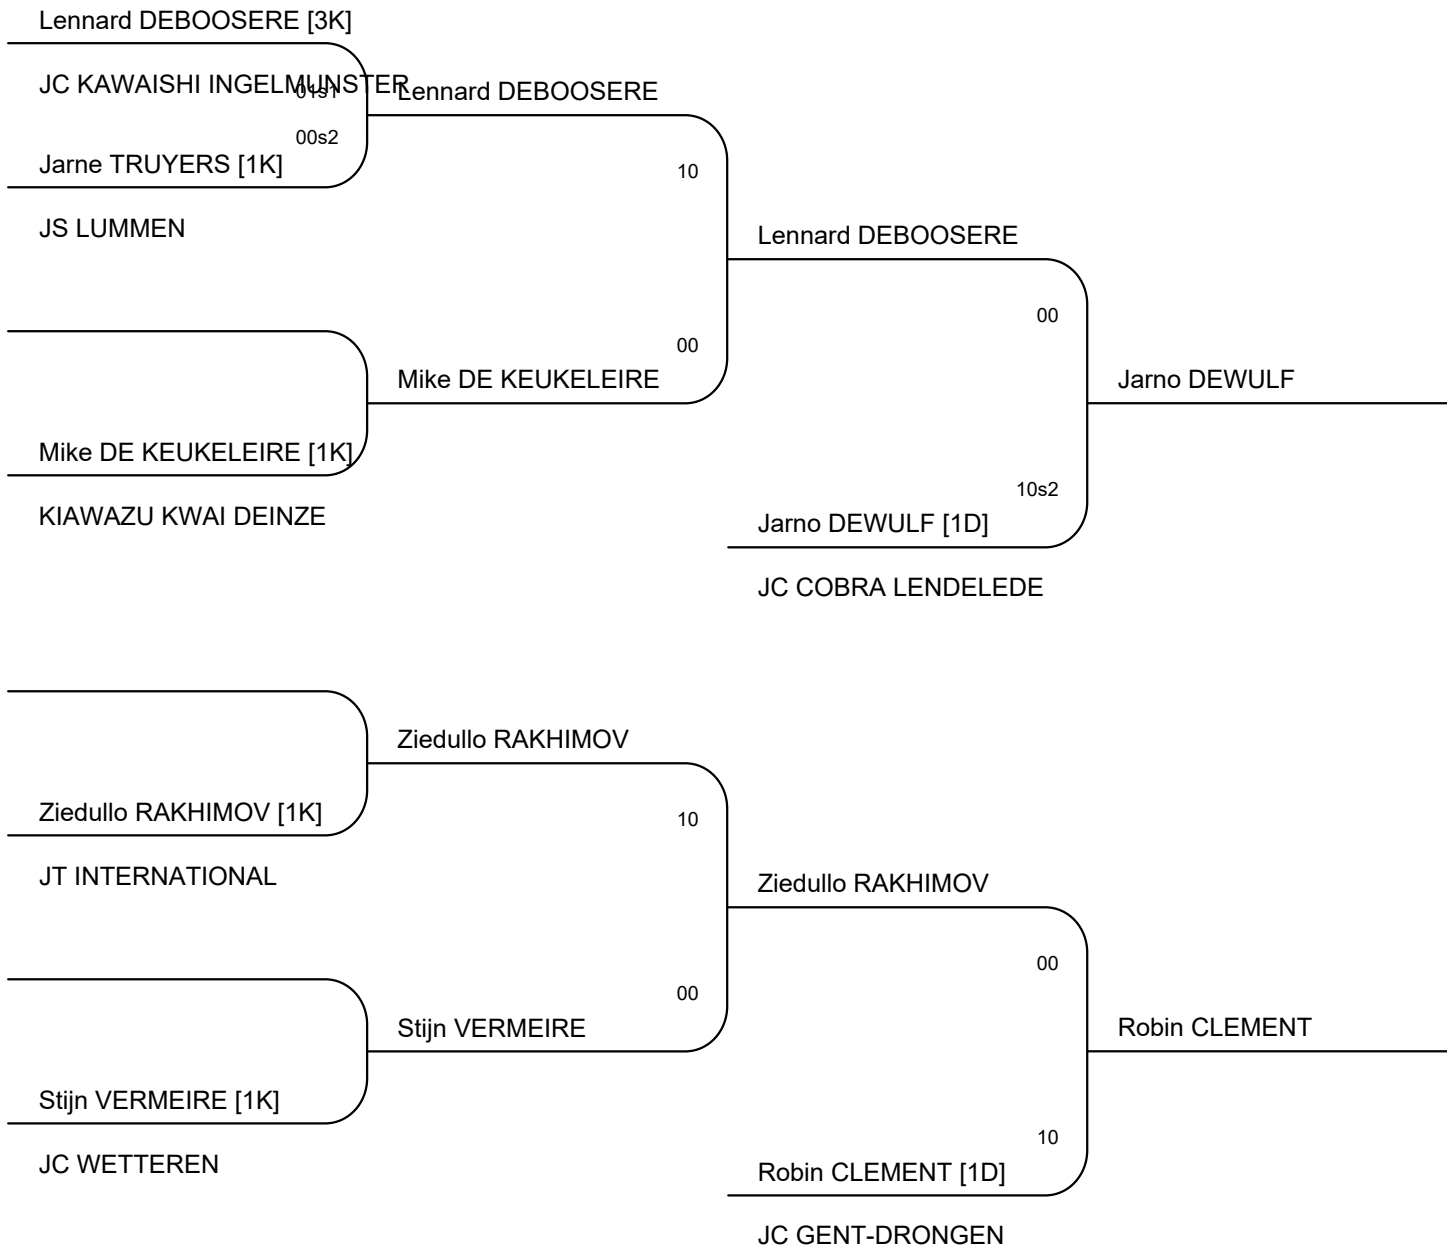 Lennard DEBOOSERE [3K]
JC KAWAISHI INGELMUNSTER
01s1
Lennard DEBOOSERE
00s2
Jarne TRUYERS [1K]
10
JS LUMMEN
Lennard DEBOOSERE
00
00
Mike DE KEUKELEIRE
Jarno DEWULF
Mike DE KEUKELEIRE [1K]
10s2
KIAWAZU KWAI DEINZE
Jarno DEWULF [1D]
JC COBRA LENDELEDE
Ziedullo RAKHIMOV
Ziedullo RAKHIMOV [1K]
10
JT INTERNATIONAL
Ziedullo RAKHIMOV
00
00
Stijn VERMEIRE
Robin CLEMENT
Stijn VERMEIRE [1K]
10
JC WETTEREN
Robin CLEMENT [1D]
JC GENT-DRONGEN